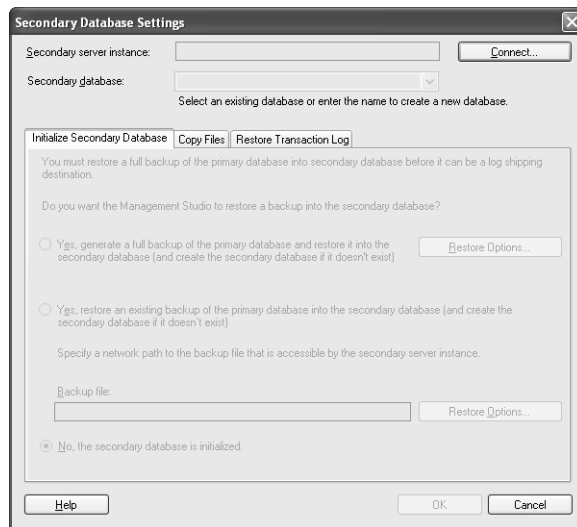 Secondary Database Settings
Secondary server instance:
Connect...
Secondary database:
Select an existing database or enter the name to create a new database.
Initialize Secondary Database
Copy Files
Restore Transaction Log
You must restore a full backup of the primary database into secondary database before it can be a log shipping
destination.
Do you want the Management Studio to restore a backup into the secondary database?
Yes, generate a full backup of the primary database and restore it into the
secondary database (and create the secondary database if it doesn't exist)
Restore Options...
Yes, restore an existing backup of the primary database into the secondary database (and create the
secondary database if it doesn't exist)
Specify a network path to the backup file that is accessible by the secondary server instance.
Backup file:
Restore Options...
No, the secondary database is initialized.
Help
OK
Cancel